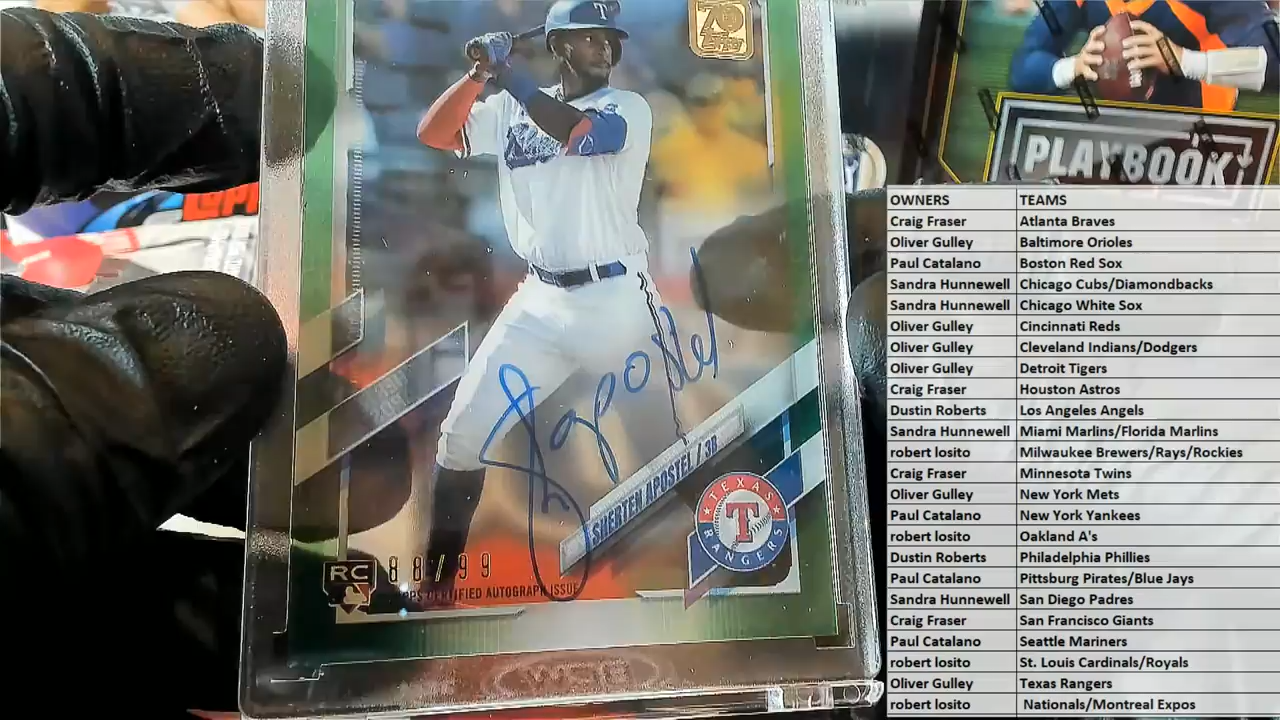 70
Topps
T
PLAYBOOK
Sapostel
SHERTEN APOSTEL / 3B
TEXAS
T
RANGERS
RC
88/99
TOPPS CERTIFIED AUTOGRAPH ISSUE
OWNERS TEAMS
Craig Fraser Atlanta Braves
Oliver Gulley Baltimore Orioles
Paul Catalano Boston Red Sox
Sandra Hunnewell Chicago Cubs/Diamondbacks
Sandra Hunnewell Chicago White Sox
Oliver Gulley Cincinnati Reds
Oliver Gulley Cleveland Indians/Dodgers
Oliver Gulley Detroit Tigers
Craig Fraser Houston Astros
Dustin Roberts Los Angeles Angels
Sandra Hunnewell Miami Marlins/Florida Marlins
robert losito Milwaukee Brewers/Rays/Rockies
Craig Fraser Minnesota Twins
Oliver Gulley New York Mets
Paul Catalano New York Yankees
robert losito Oakland A's
Dustin Roberts Philadelphia Phillies
Paul Catalano Pittsburg Pirates/Blue Jays
Sandra Hunnewell San Diego Padres
Craig Fraser San Francisco Giants
Paul Catalano Seattle Mariners
robert losito St. Louis Cardinals/Royals
Oliver Gulley Texas Rangers
robert losito Nationals/Montreal Expos